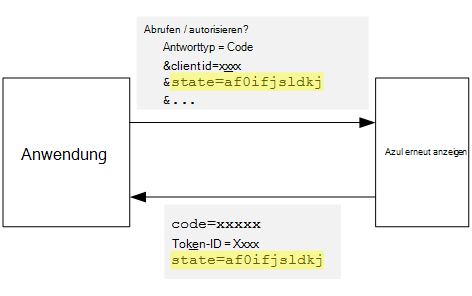 Abrufen / autorisieren?
Antworttyp = Code
&clientid=xxxx
&state=af0ifjsldkj
&...
Anwendung
Azul erneut anzeigen
code=xxxxx
Token-ID = Xxxx
state=af0ifjsldkj